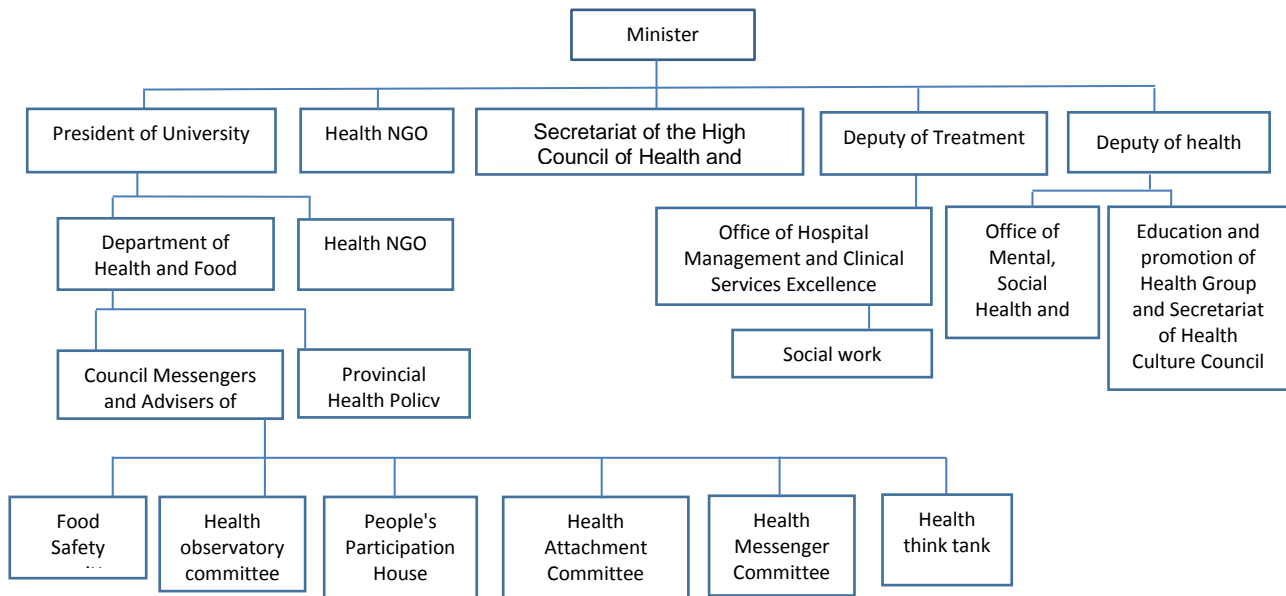 Minister
President of University
Health NGO
Secretariat of the High
Council of Health and
Deputy of Treatment
Deputy of health
Department of
Health and Food
Health NGO
Office of Hospital
Management and Clinical
Services Excellence
Office of
Mental,
Social
Health and
Education and
promotion of
Health Group
and Secretariat
of Health
Culture Council
Social work
Council Messengers
and Advisers of
Provincial
Health Policy
Food
Safety
Health
observatory
committee
People's
Participation
House
Health
Attachment
Committee
Health
Messenger
Committee
Health
think tank